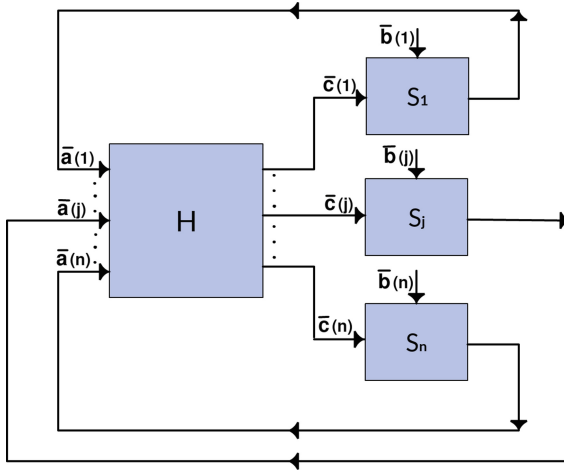 b̅(1)
c̅(1)
S₁
a̅(1)
b̅(j)
a̅(j)
H
c̅(j)
Sⱼ
a̅(n)
b̅(n)
c̅(n)
Sₙ